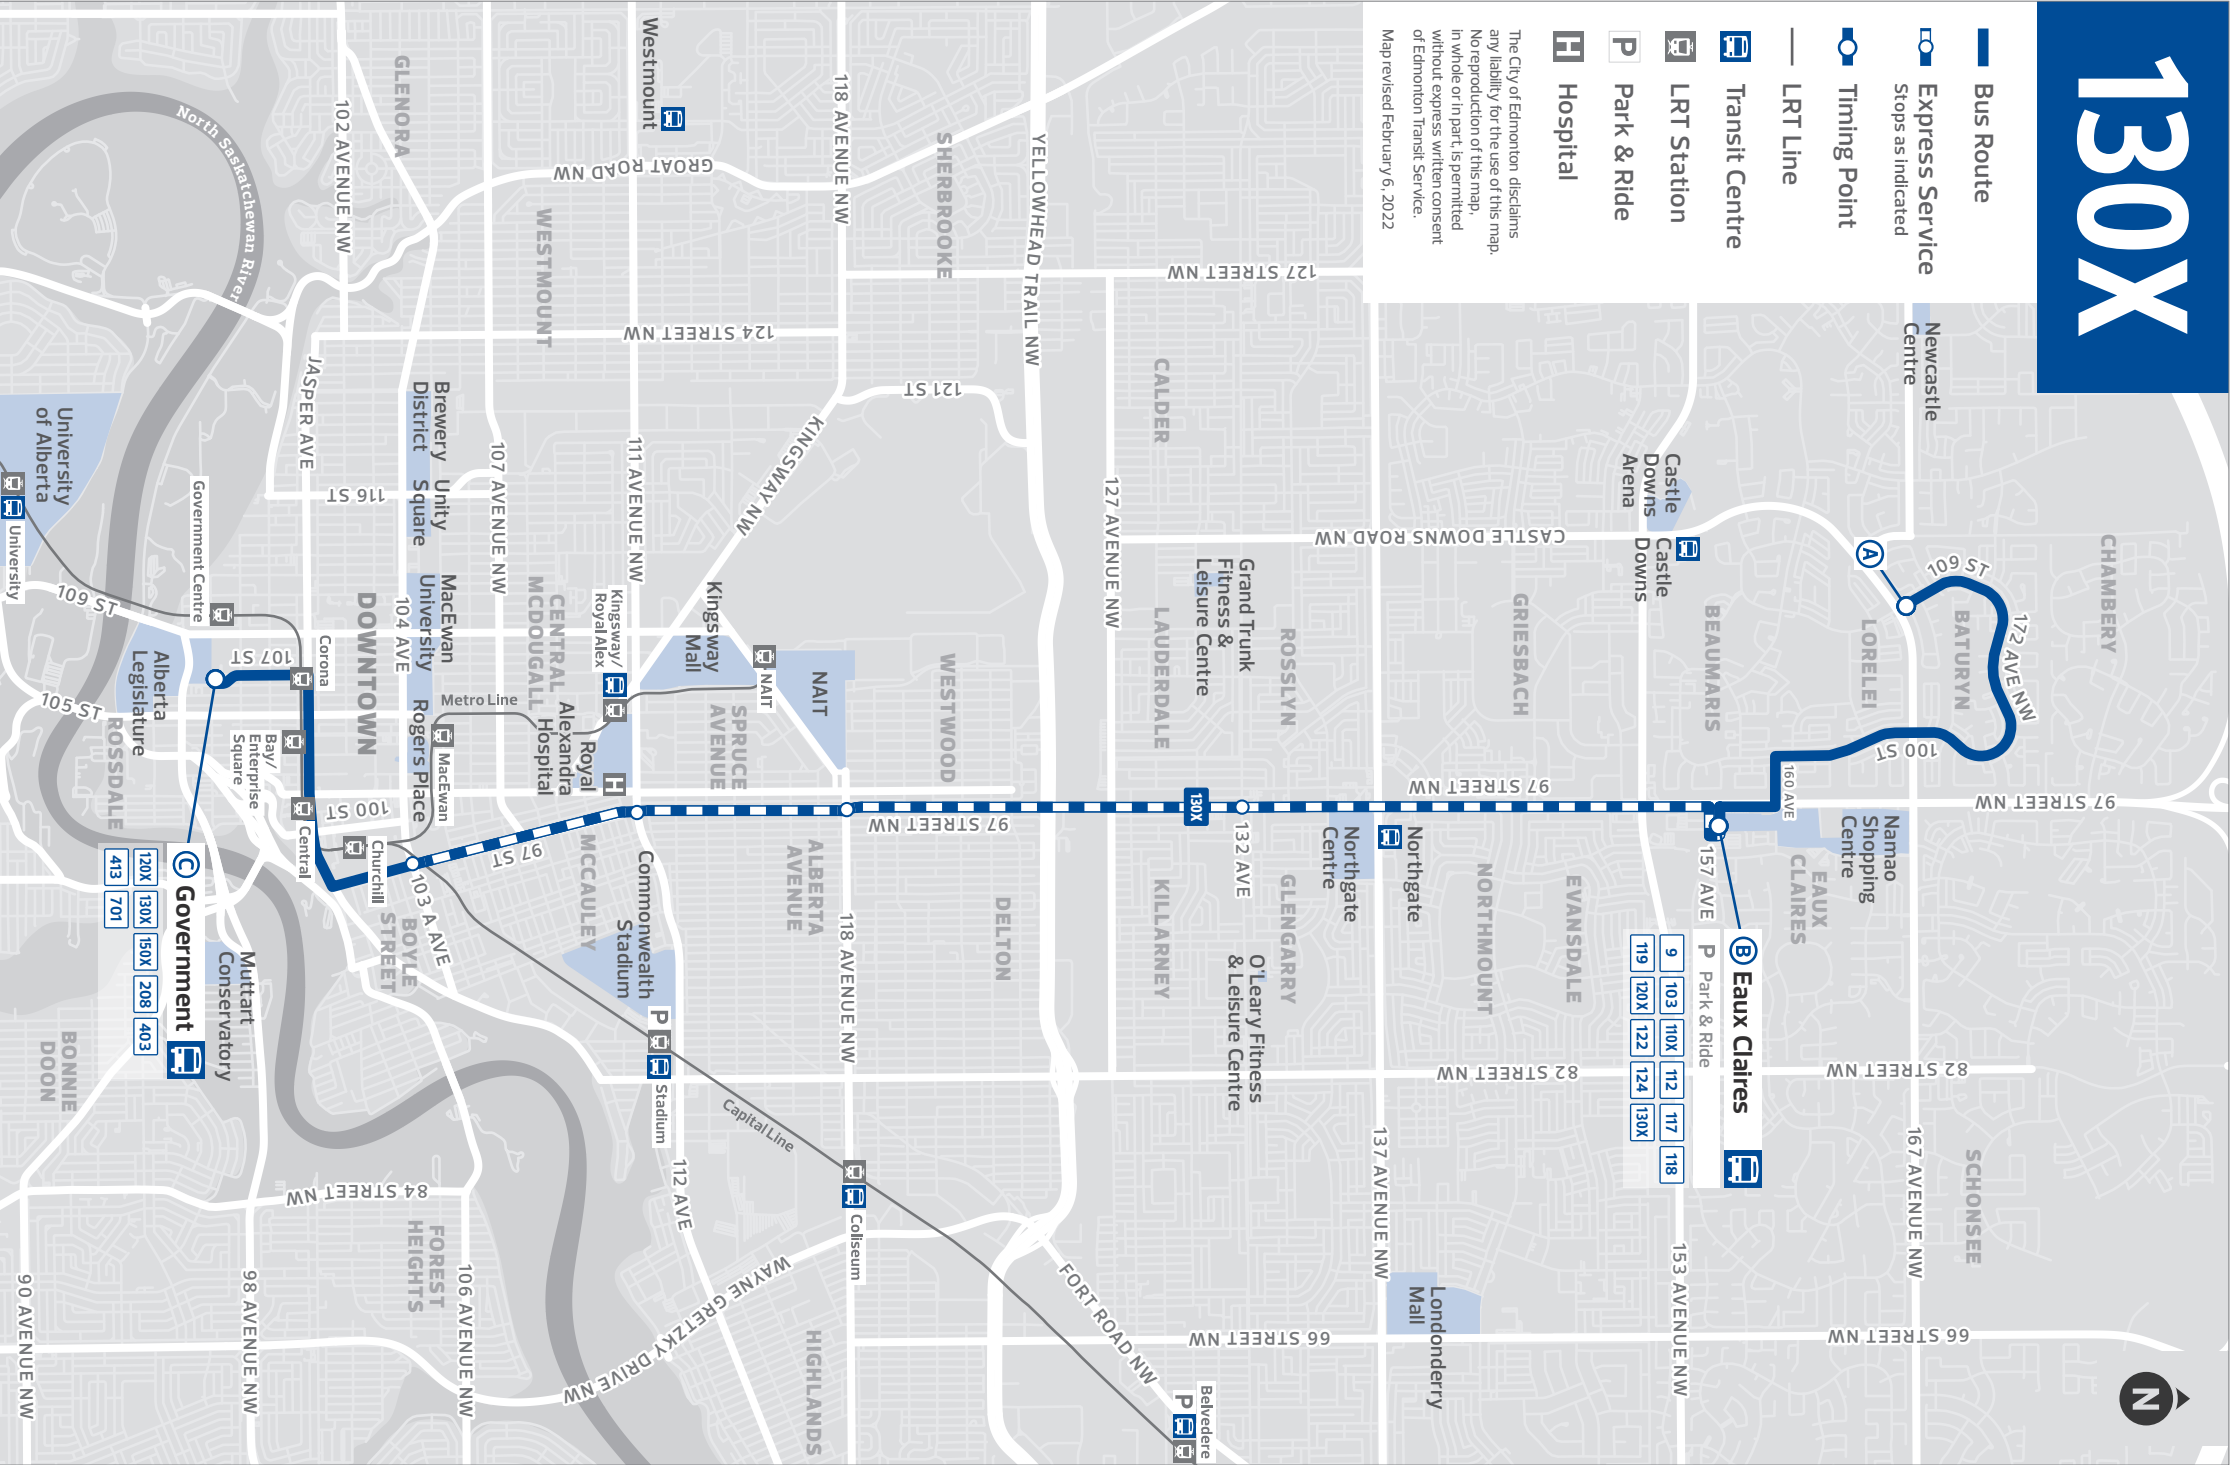 130X
Bus Route
Express Service
Stops as indicated
Timing Point
LRT Line
Transit Centre
LRT Station
P
Park & Ride
H
Hospital
The City of Edmonton disclaims
any liability for the use of this map.
No reproduction of this map,
in whole or in part, is permitted
without express written consent
of Edmonton Transit Service.
Map revised February 6, 2022
CHAMBERY
172 AVE NW
109 ST
BATURYN
Newcastle
Centre
A
LORELEI
100 ST
97 STREET NW
167 AVENUE NW
SCHONSEE
66 STREET NW
82 STREET NW
160 AVE
Namao
Shopping
Centre
EAUX
CLAIRES
B Eaux Claires
P Park & Ride
9 103 110X 112 117 118
119 120X 122 124 130X
157 AVE
BEAUMARIS
Castle
Downs
Arena
Castle
Downs
153 AVENUE NW
CASTLE DOWNS ROAD NW
GRIESBACH
EVANSDALE
NORTHMOUNT
97 STREET NW
82 STREET NW
Northgate
Northgate
Centre
137 AVENUE NW
Londonderry
Mall
127 STREET NW
ROSSLYN
GLENGARRY
Grand Trunk
Fitness &
Leisure Centre
132 AVE
O'Leary Fitness
& Leisure Centre
130X
66 STREET NW
CALDER
LAUDERDALE
KILLARNEY
127 AVENUE NW
Belvedere
P
FORT ROAD NW
YELLOWHEAD TRAIL NW
SHERBROOKE
121 ST
WESTWOOD
97 STREET NW
DELTON
118 AVENUE NW
118 AVENUE NW
Coliseum
KINGSWAY NW
NAIT
NAIT
ALBERTA
AVENUE
HIGHLANDS
WAYNE GRETZKY DRIVE NW
Capital Line
124 STREET NW
GROAT ROAD NW
Westmount
Kingsway
Mall
SPRUCE
AVENUE
111 AVENUE NW
112 AVE
Kingsway/
Royal Alex
H
Royal
Alexandra
Hospital
Commonwealth
Stadium
P
Stadium
MCCAULEY
WESTMOUNT
CENTRAL
MCDOUGALL
97 ST
107 AVENUE NW
Metro Line
MacEwan
Brewery
District
Unity
Square
MacEwan
University
Rogers Place
104 AVE
103 A AVE
BOYLE
STREET
106 AVENUE NW
FOREST
HEIGHTS
84 STREET NW
GLENORA
102 AVENUE NW
116 ST
DOWNTOWN
100 ST
Churchill
Central
JASPER AVE
Corona
Bay/
Enterprise
Square
107 ST
Government Centre
North Saskatchewan River
Muttart
Conservatory
98 AVENUE NW
C Government
120X 130X 150X 208 403
413 701
Alberta
Legislature
109 ST
105 ST
ROSSDALE
University
of Alberta
University
BONNIE
DOON
90 AVENUE NW
N